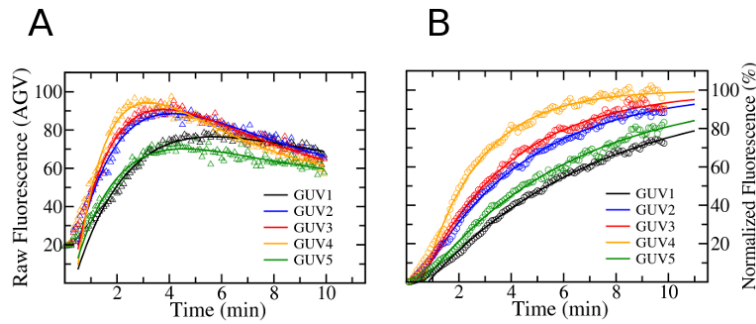 A
B
Raw Fluorescence (AGV)
100
80
60
40
20
2
4
6
8
10
Time (min)
GUV1
GUV2
GUV3
GUV4
GUV5
2
4
6
8
10
Time (min)
GUV1
GUV2
GUV3
GUV4
GUV5
100
80
60
40
20
Normalized Fluorescence (%)